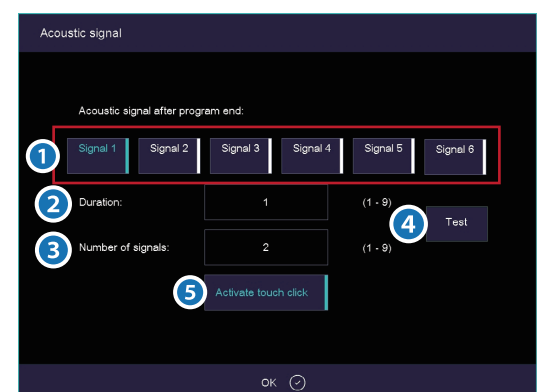 Acoustic signal
Acoustic signal after program end:
1 Signal 1 Signal 2 Signal 3 Signal 4 Signal 5 Signal 6
2 Duration: 1 (1 - 9)
4 Test
3 Number of signals: 2 (1 - 9)
5 Activate touch click
OK